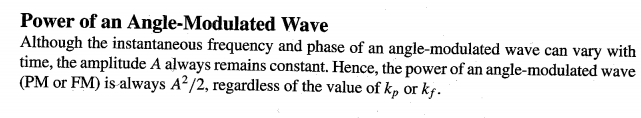 Power of an Angle-Modulated Wave
Although the instantaneous frequency and phase of an angle-modulated wave can vary with
time, the amplitude A always remains constant. Hence, the power of an angle-modulated wave
(PM or FM) is always A²/2, regardless of the value of kₚ or k_f.